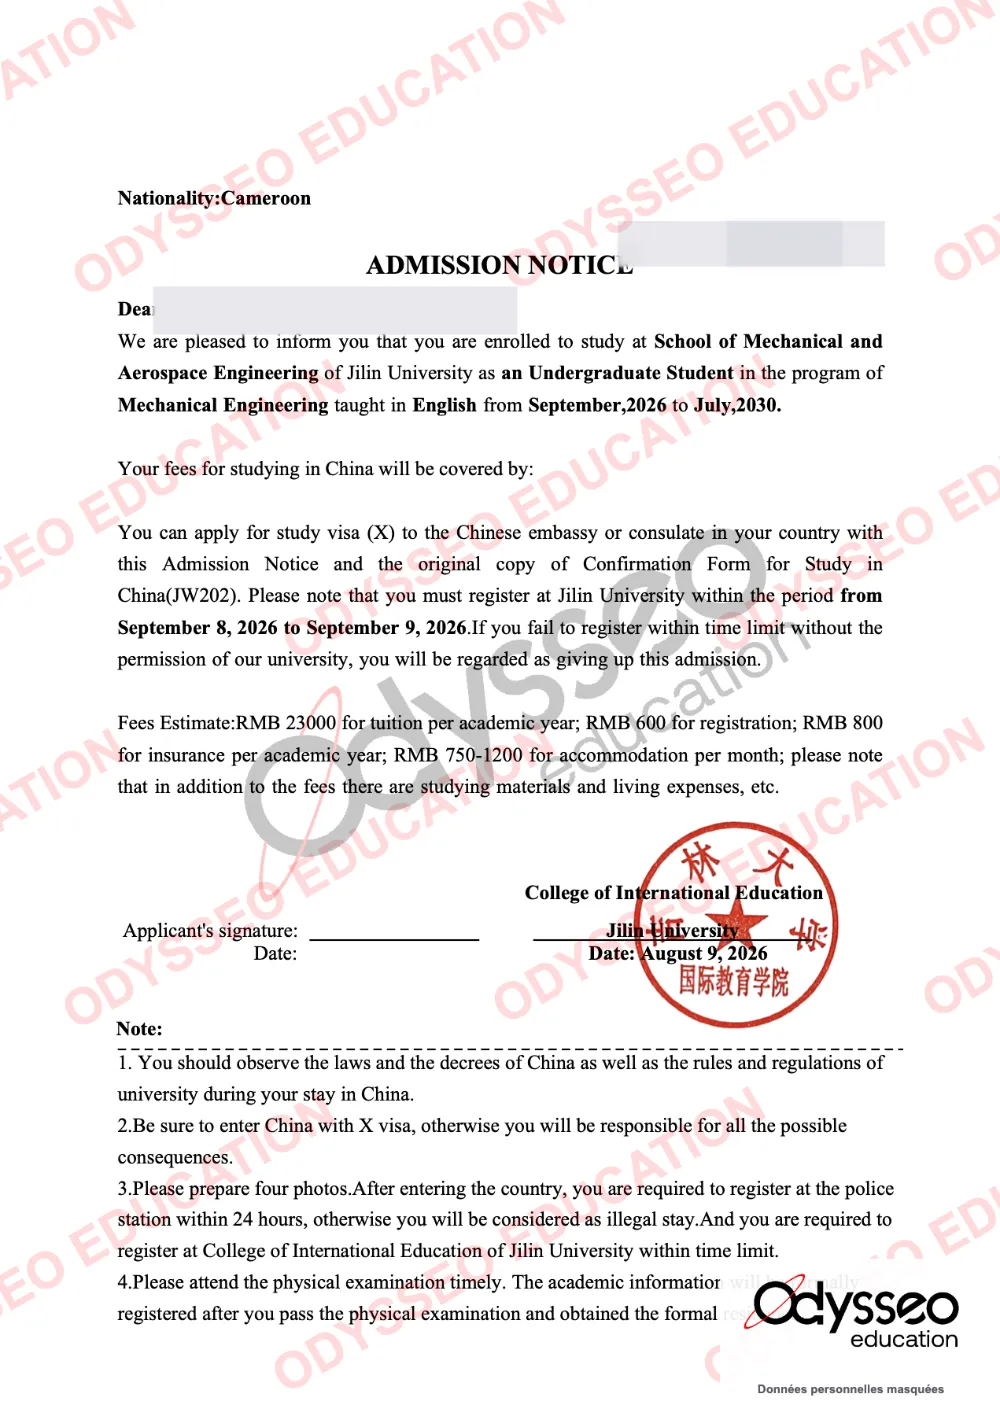 Nationality:Cameroon
ADMISSION NOTICE
Dear
We are pleased to inform you that you are enrolled to study at School of Mechanical and
Aerospace Engineering of Jilin University as an Undergraduate Student in the program of
Mechanical Engineering taught in English from September,2026 to July,2030.
Your fees for studying in China will be covered by:
You can apply for study visa (X) to the Chinese embassy or consulate in your country with
this Admission Notice and the original copy of Confirmation Form for Study in
China(JW202). Please note that you must register at Jilin University within the period from
September 8, 2026 to September 9, 2026.If you fail to register within time limit without the
permission of our university, you will be regarded as giving up this admission.
Fees Estimate:RMB 23000 for tuition per academic year; RMB 600 for registration; RMB 800
for insurance per academic year; RMB 750-1200 for accommodation per month; please note
that in addition to the fees there are studying materials and living expenses, etc.
College of International Education
Applicant's signature:
Jilin University
Date:
Date: August 9, 2026
吉林大学
国际教育学院
Note:
1. You should observe the laws and the decrees of China as well as the rules and regulations of
university during your stay in China.
2.Be sure to enter China with X visa, otherwise you will be responsible for all the possible
consequences.
3.Please prepare four photos.After entering the country, you are required to register at the police
station within 24 hours, otherwise you will be considered as illegal stay.And you are required to
register at College of International Education of Jilin University within time limit.
4.Please attend the physical examination timely. The academic information will be formally
registered after you pass the physical examination and obtained the formal
Odysseo
education
Données personnelles masquées
ODYSSEO EDUCATION
Odysseo
education